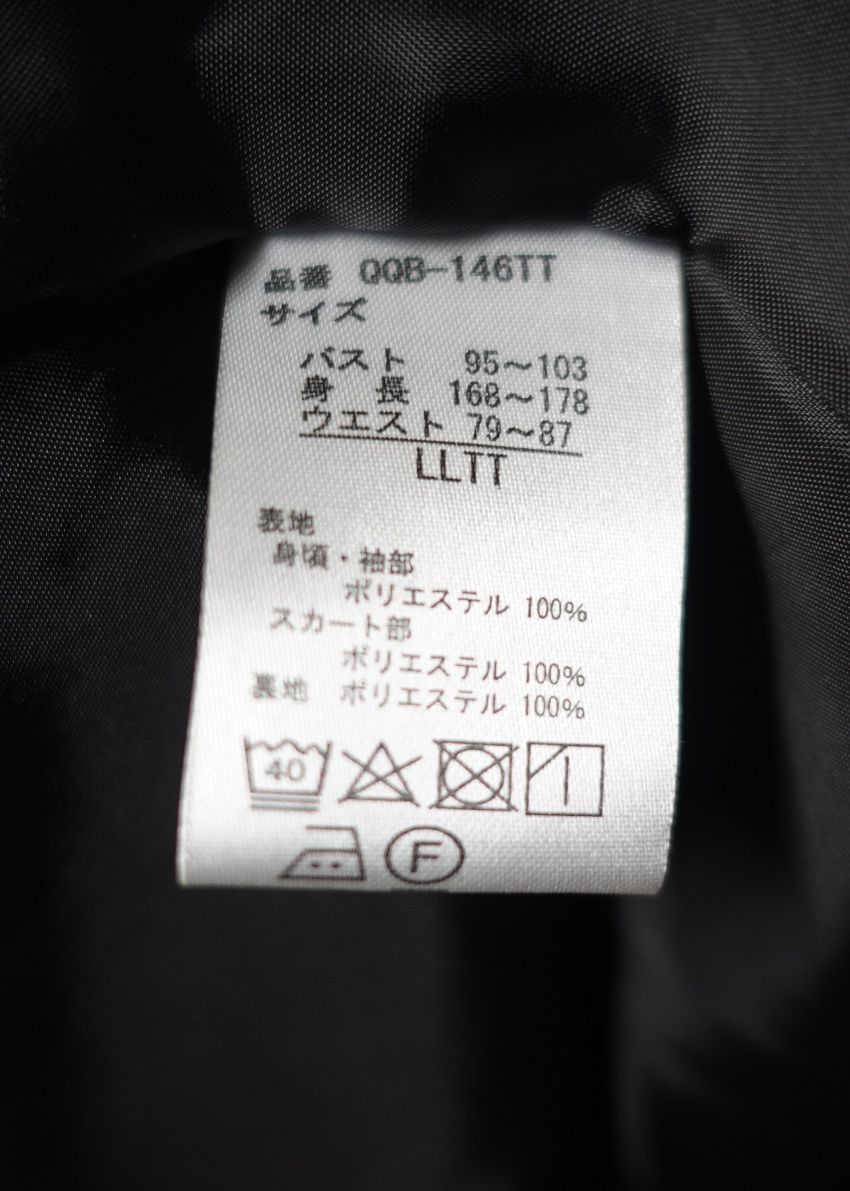 品番 QQB-146TT
サイズ
バスト 95～103
身 長 168～178
ウエスト 79～87
LLTT
表地
身頃・袖部
ポリエステル 100%
スカート部
ポリエステル 100%
裏地 ポリエステル 100%
40
F